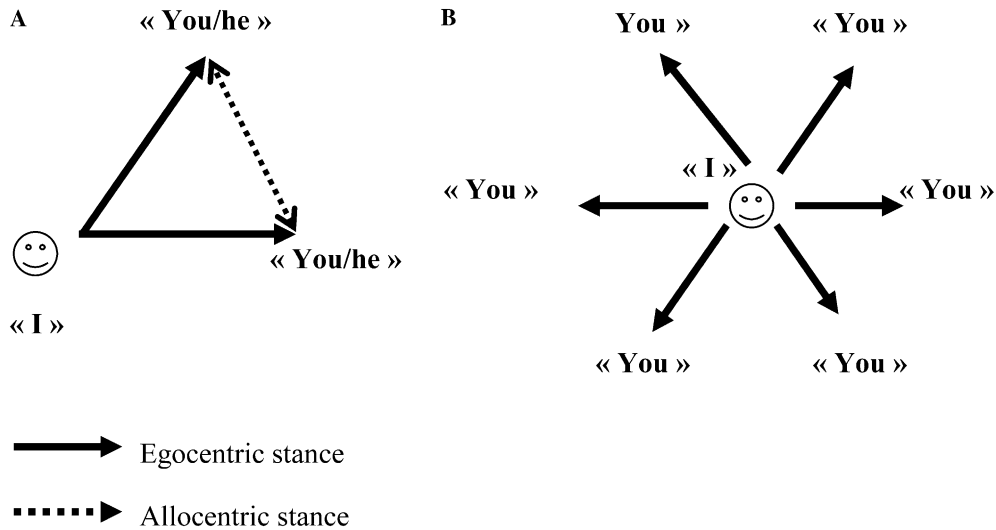 A
« You/he »
« You/he »
« I »
B
You »
« You »
« I »
« You »
« You »
« You »
« You »
Egocentric stance
Allocentric stance